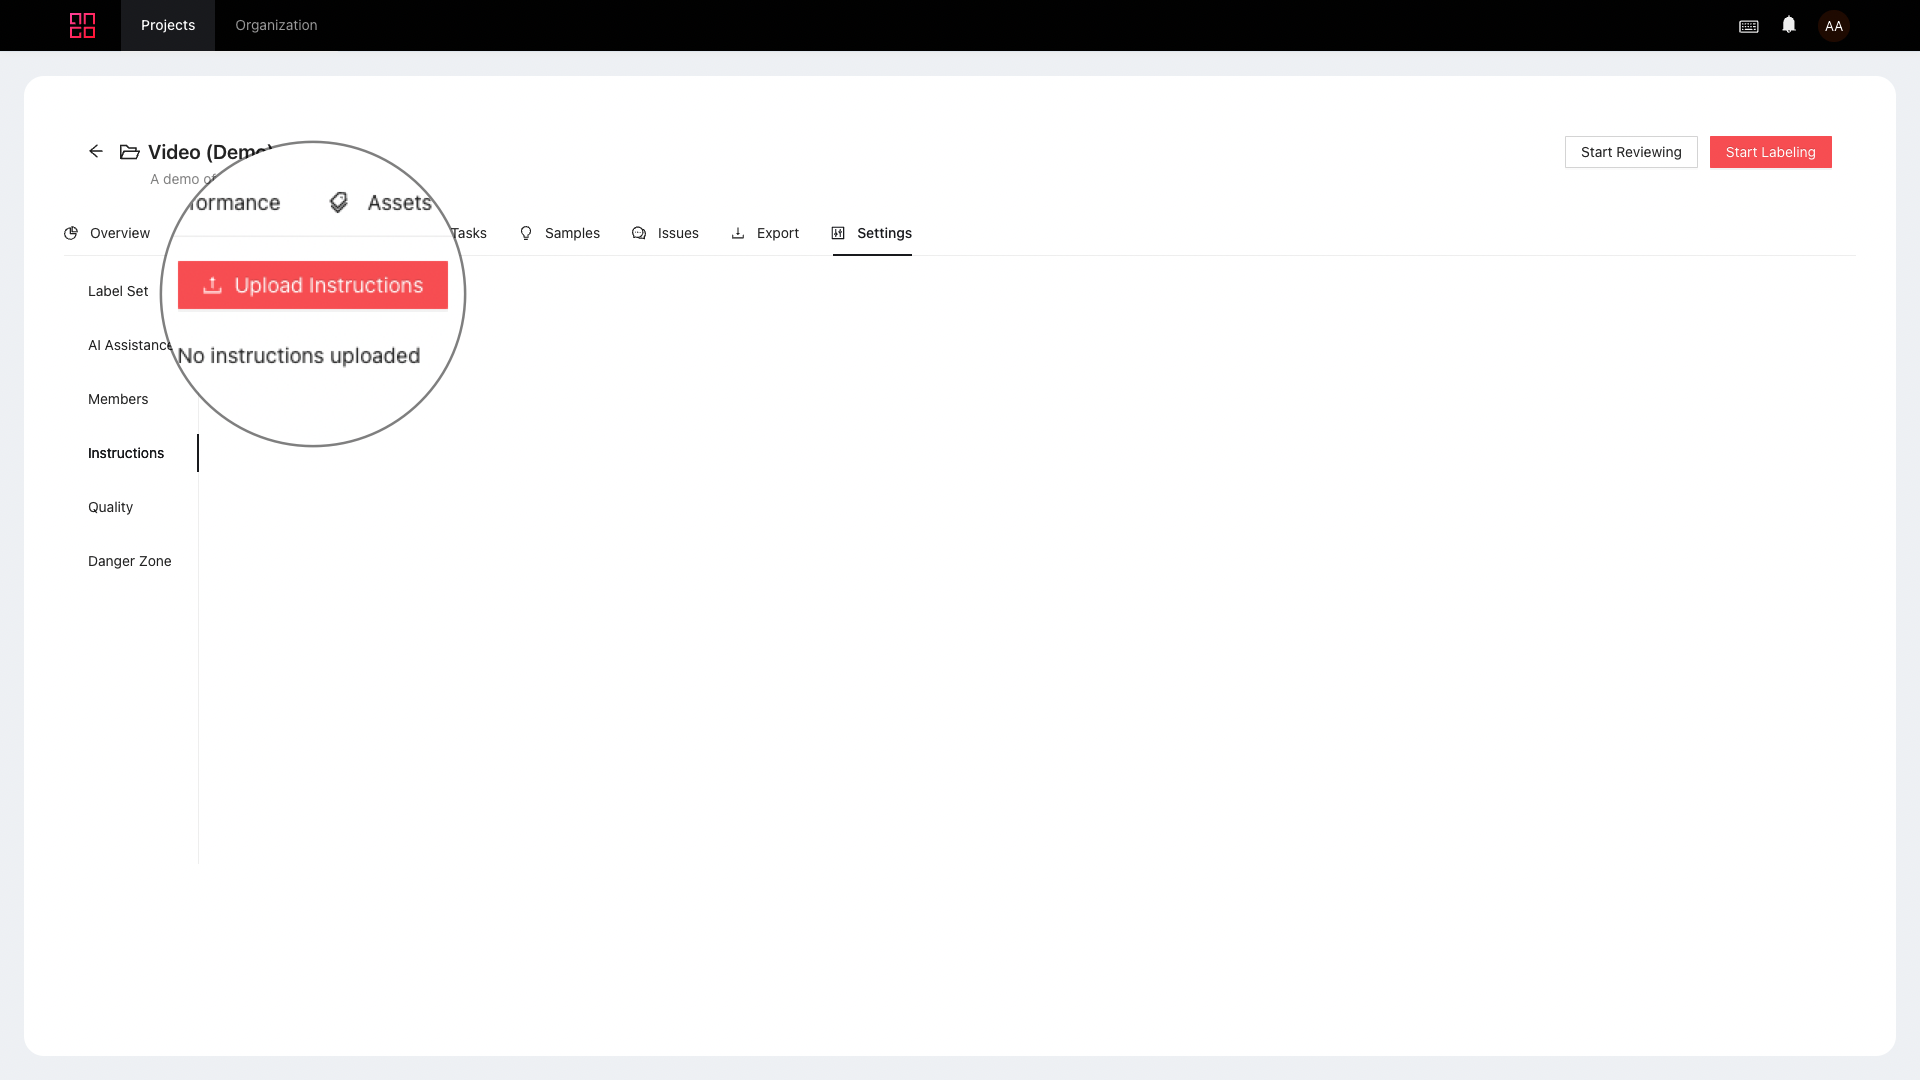 Projects
Organization
AA
Video (Demo)
Start Reviewing
Start Labeling
A demo of
formance
Assets
Overview
Tasks
Samples
Issues
Export
Settings
Label Set
Upload Instructions
AI Assistance
No instructions uploaded
Members
Instructions
Quality
Danger Zone